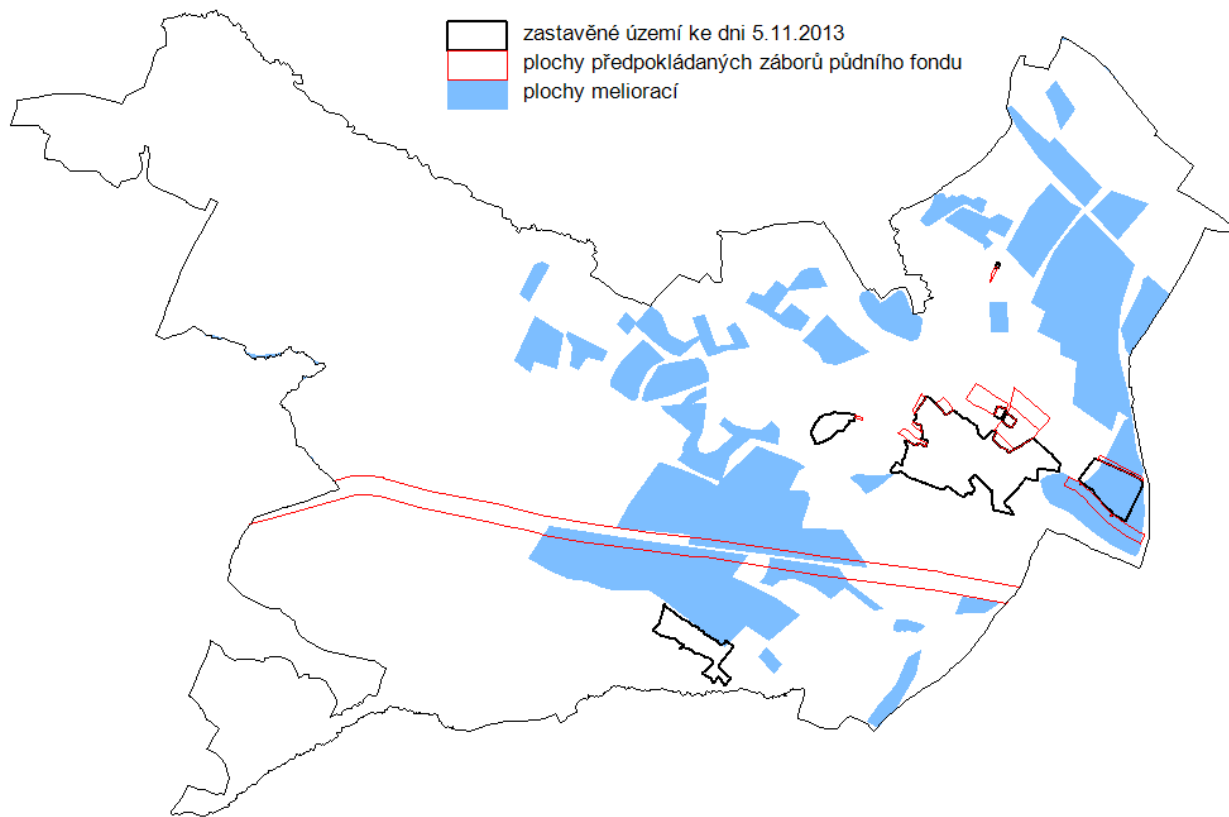 zastavěné území ke dni 5.11.2013
plochy předpokládaných záborů půdního fondu
plochy meliorací